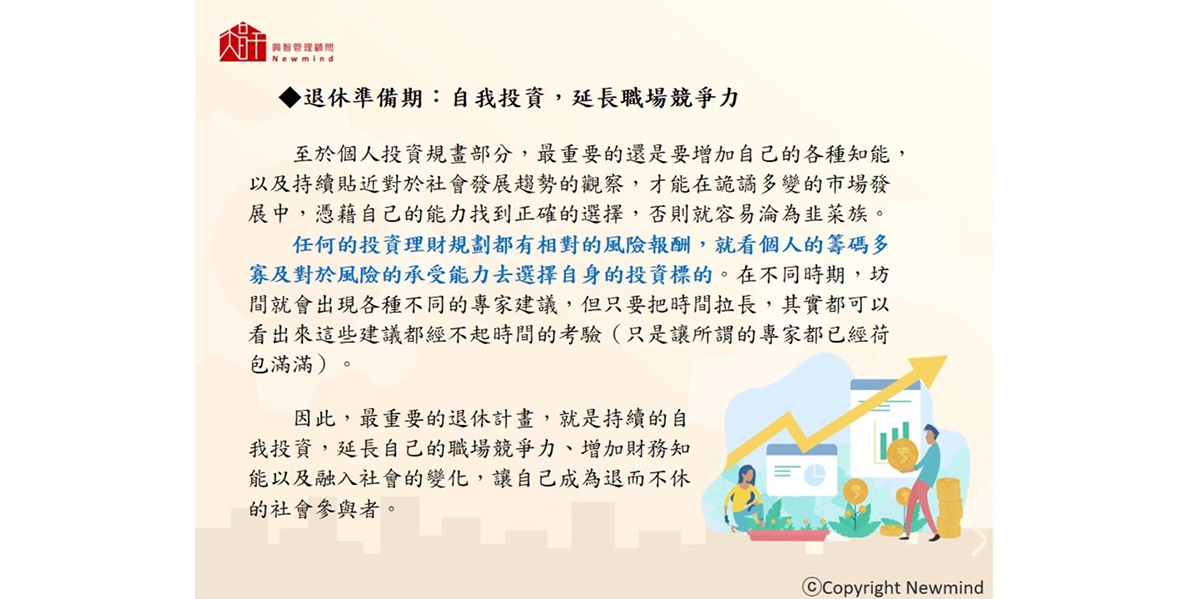 興智管理顧問
Newmind
◆退休準備期：自我投資，延長職場競爭力
至於個人投資規畫部分，最重要的還是要增加自己的各種知能，
以及持續貼近對於社會發展趨勢的觀察，才能在詭譎多變的市場發
展中，憑藉自己的能力找到正確的選擇，否則就容易淪為韭菜族。
任何的投資理財規劃都有相對的風險報酬，就看個人的籌碼多
寡及對於風險的承受能力去選擇自身的投資標的。在不同時期，坊
間就會出現各種不同的專家建議，但只要把時間拉長，其實都可以
看出來這些建議都經不起時間的考驗（只是讓所謂的專家都已經荷
包滿滿）。
因此，最重要的退休計畫，就是持續的自
我投資，延長自己的職場競爭力、增加財務知
能以及融入社會的變化，讓自己成為退而不休
的社會參與者。
ⓒCopyright Newmind